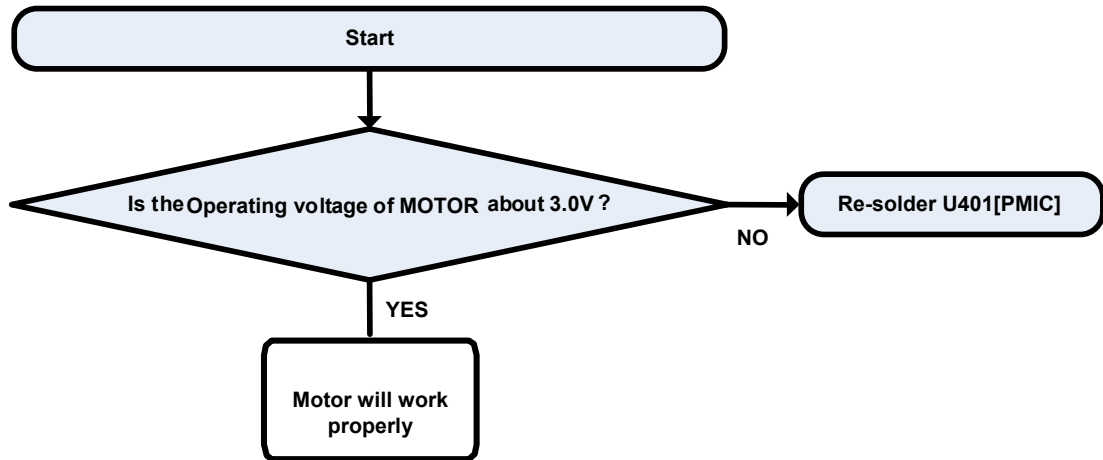 Start
Is the Operating voltage of MOTOR about 3.0V ?
Re-solder U401[PMIC]
NO
YES
Motor will work
properly